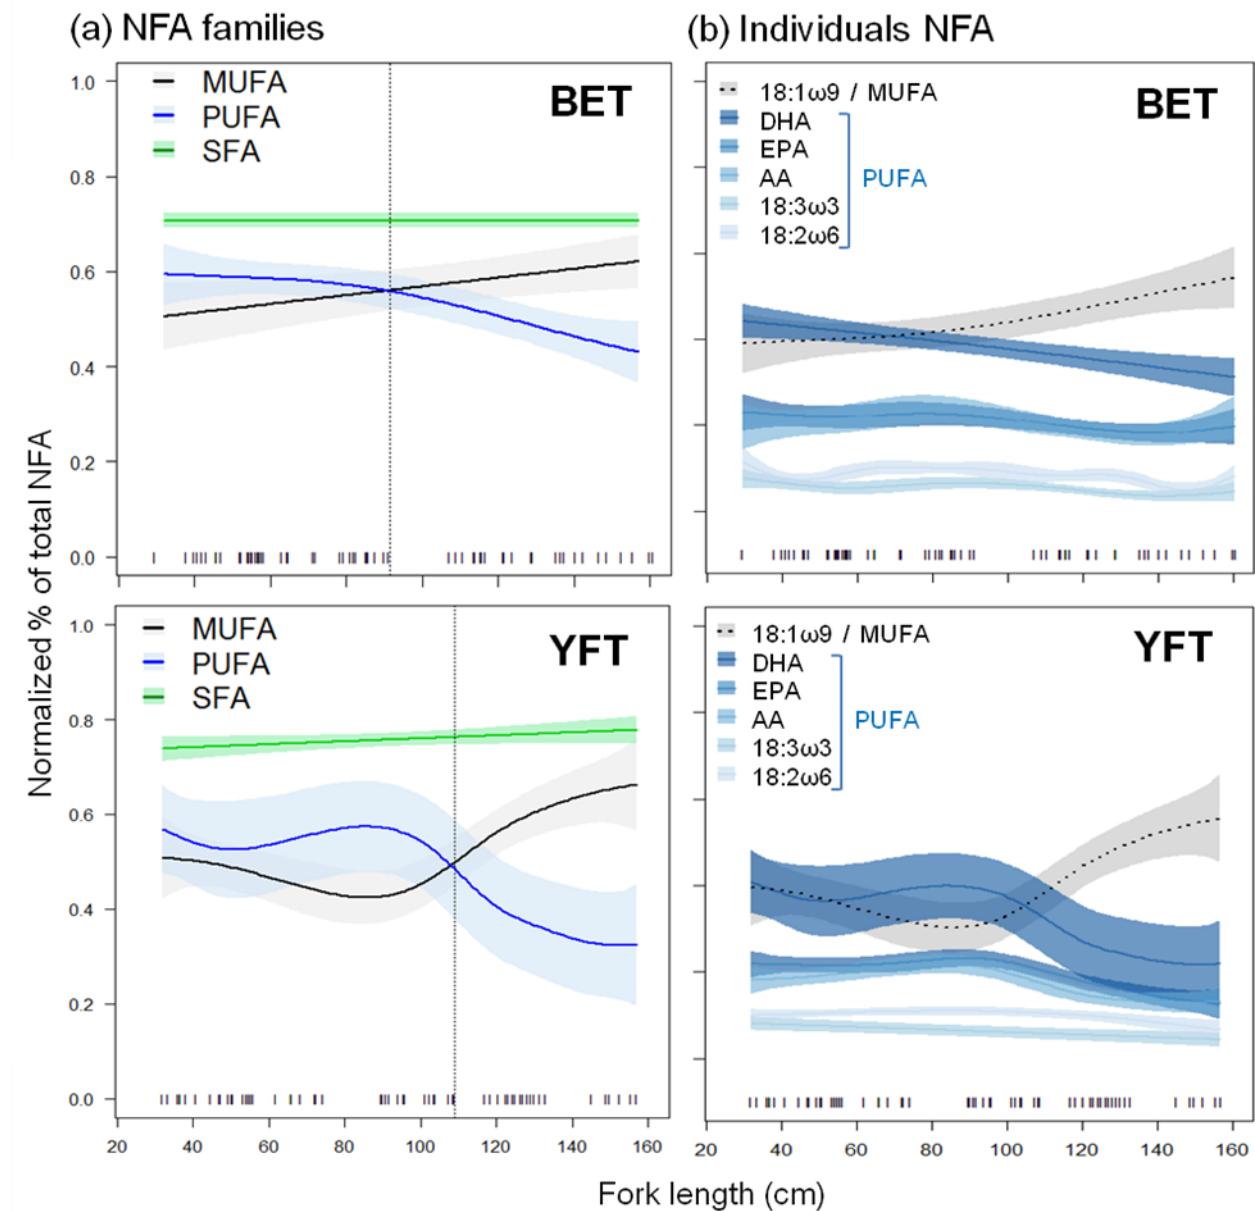 (a) NFA families
(b) Individuals NFA
1.0
0.8
0.6
0.4
0.2
0.0
MUFA
PUFA
SFA
BET
18:1ω9 / MUFA
DHA
EPA
AA
18:3ω3
18:2ω6
PUFA
BET
1.0
0.8
0.6
0.4
0.2
0.0
MUFA
PUFA
SFA
YFT
18:1ω9 / MUFA
DHA
EPA
AA
18:3ω3
18:2ω6
PUFA
YFT
Normalized % of total NFA
20 40 60 80 100 120 140 160
20 40 60 80 100 120 140 160
Fork length (cm)